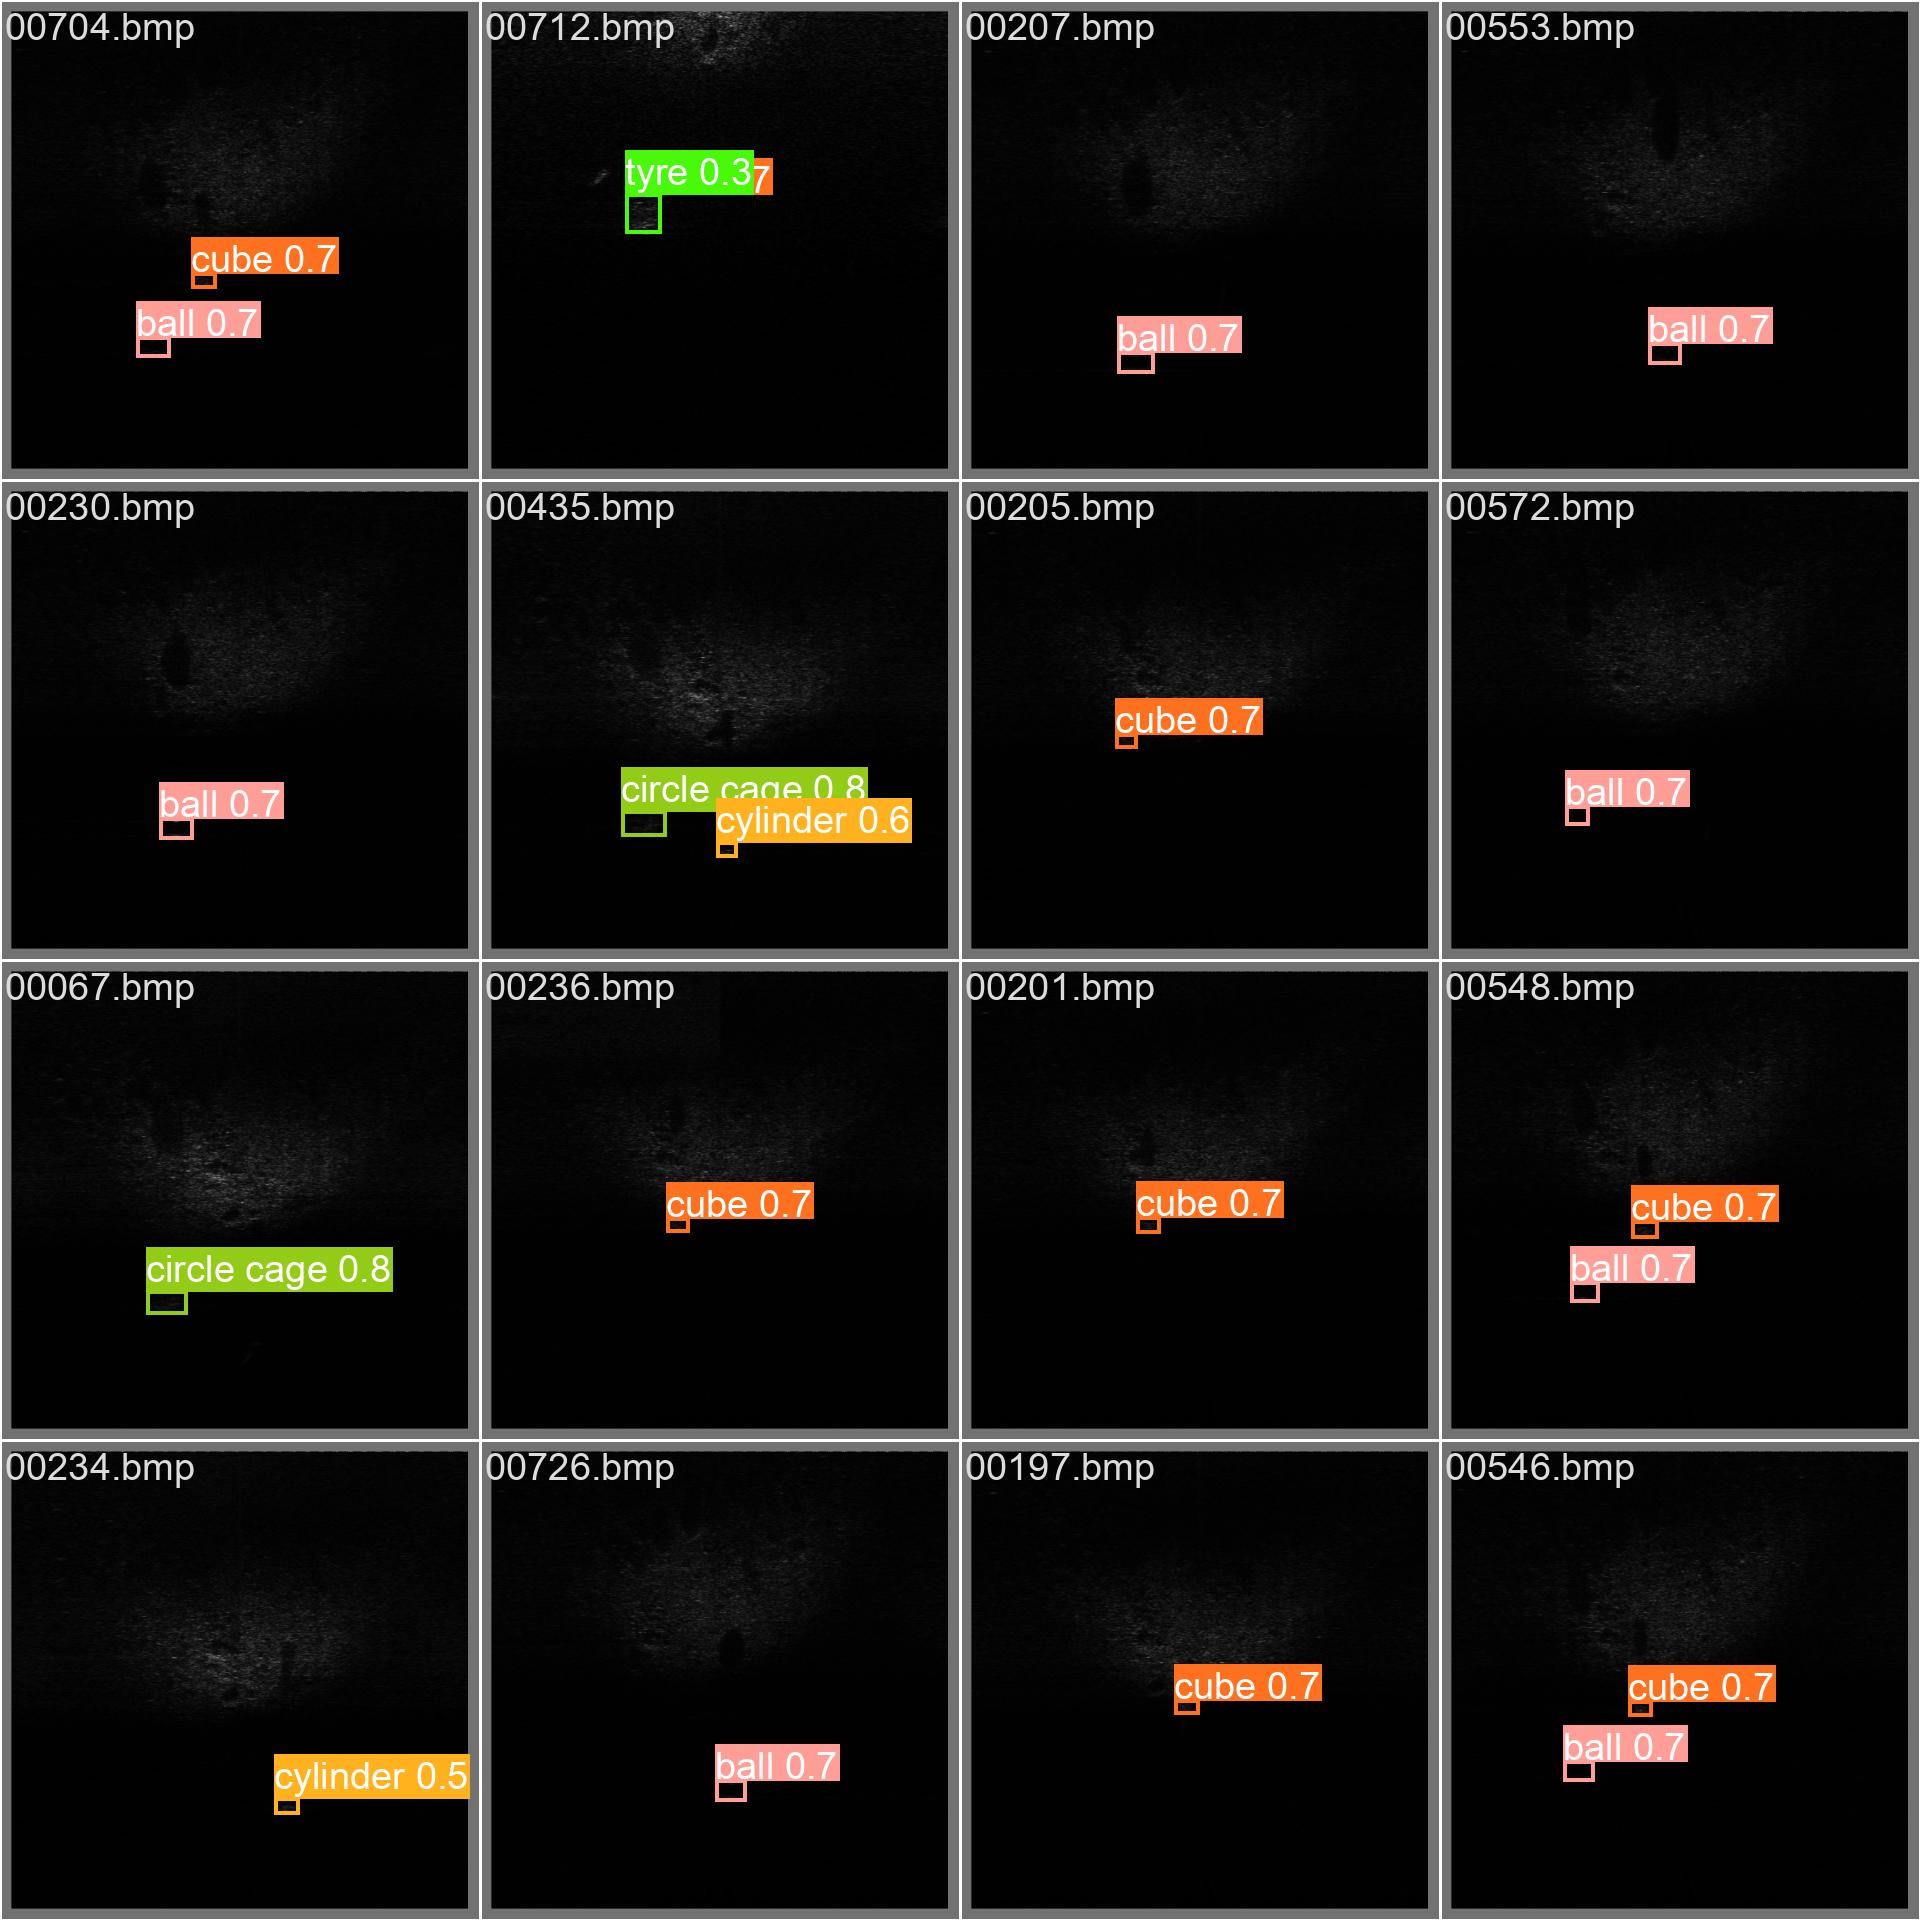 00704.bmp
cube 0.7
ball 0.7
00712.bmp
tyre 0.3
7
00207.bmp
ball 0.7
00553.bmp
ball 0.7
00230.bmp
ball 0.7
00435.bmp
circle cage 0.8
cylinder 0.6
00205.bmp
cube 0.7
00572.bmp
ball 0.7
00067.bmp
circle cage 0.8
00236.bmp
cube 0.7
00201.bmp
cube 0.7
00548.bmp
cube 0.7
ball 0.7
00234.bmp
cylinder 0.5
00726.bmp
ball 0.7
00197.bmp
cube 0.7
00546.bmp
cube 0.7
ball 0.7